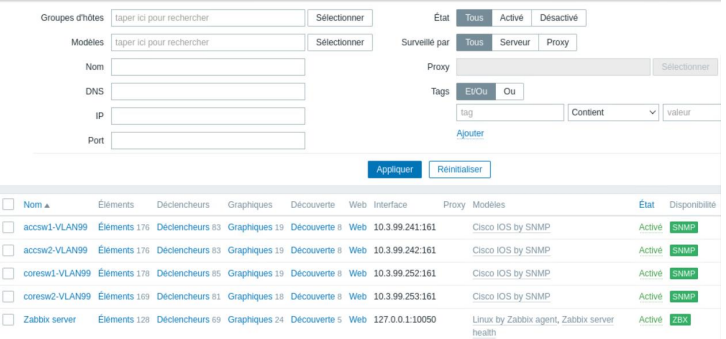 Groupes d'hôtes taper ici pour rechercher Sélectionner État Tous Activé Désactivé
Modèles taper ici pour rechercher Sélectionner Surveillé par Tous Serveur Proxy
Nom Proxy Sélectionner
DNS Tags Et/Ou Ou
IP tag Contient valeur
Port Ajouter
Appliquer Réinitialiser
Nom Éléments Déclencheurs Graphiques Découverte Web Interface Proxy Modèles État Disponibilité
accsw1-VLAN99 Éléments 176 Déclencheurs 83 Graphiques 19 Découverte 8 Web 10.3.99.241:161 Cisco IOS by SNMP Activé SNMP
accsw2-VLAN99 Éléments 176 Déclencheurs 83 Graphiques 19 Découverte 8 Web 10.3.99.242:161 Cisco IOS by SNMP Activé SNMP
coresw1-VLAN99 Éléments 178 Déclencheurs 85 Graphiques 19 Découverte 8 Web 10.3.99.252:161 Cisco IOS by SNMP Activé SNMP
coresw2-VLAN99 Éléments 169 Déclencheurs 81 Graphiques 18 Découverte 8 Web 10.3.99.253:161 Cisco IOS by SNMP Activé SNMP
Zabbix server Éléments 128 Déclencheurs 69 Graphiques 24 Découverte 5 Web 127.0.0.1:10050 Linux by Zabbix agent, Zabbix server Activé ZBX
health